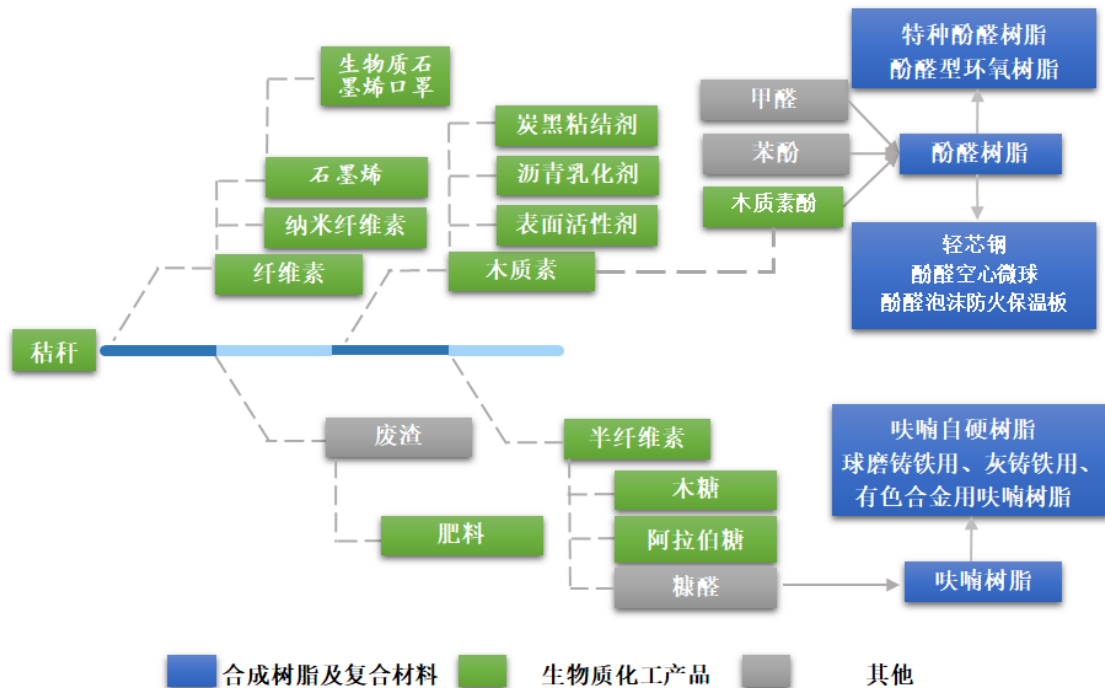 生物质石
墨烯口罩
石墨烯
纳米纤维素
纤维素
炭黑粘结剂
沥青乳化剂
表面活性剂
木质素
甲醛
苯酚
木质素酚
特种酚醛树脂
酚醛型环氧树脂
酚醛树脂
轻芯钢
酚醛空心微球
酚醛泡沫防火保温板
秸秆
废渣
肥料
半纤维素
木糖
阿拉伯糖
糠醛
呋喃自硬树脂
球磨铸铁用、灰铸铁用、
有色合金用呋喃树脂
呋喃树脂
合成树脂及复合材料
生物质化工产品
其他